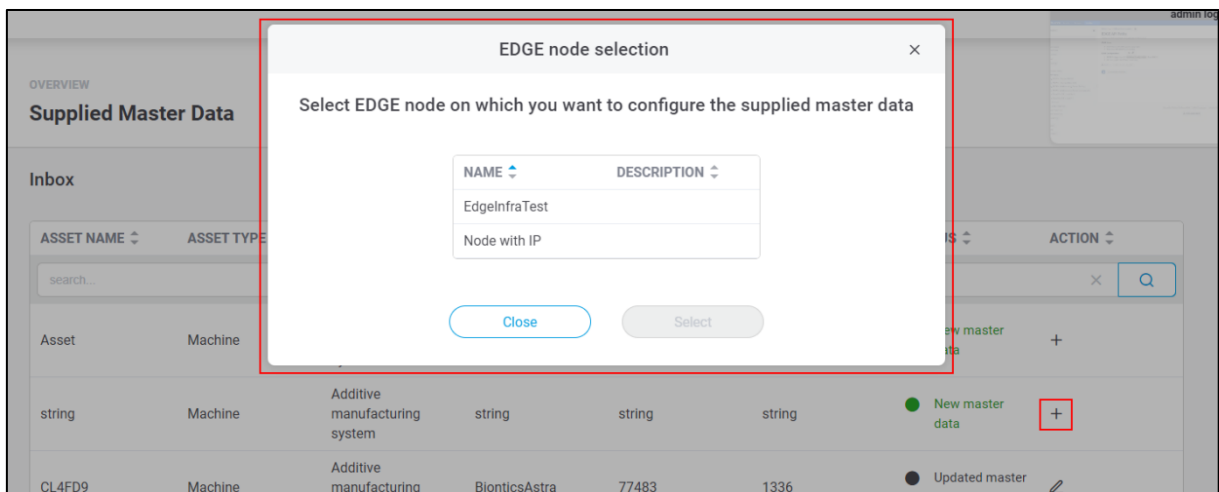 admin log
EDGE node selection ×
OVERVIEW
Supplied Master Data
Select EDGE node on which you want to configure the supplied master data
Inbox
NAME DESCRIPTION
EdgeInfraTest
Node with IP
ASSET NAME ASSET TYPE ACTION
search...
Close Select
Asset Machine New master data +
string Machine Additive manufacturing system string string string New master data +
CL4FD9 Machine Additive manufacturing BionticsAstra 77483 1336 Updated master